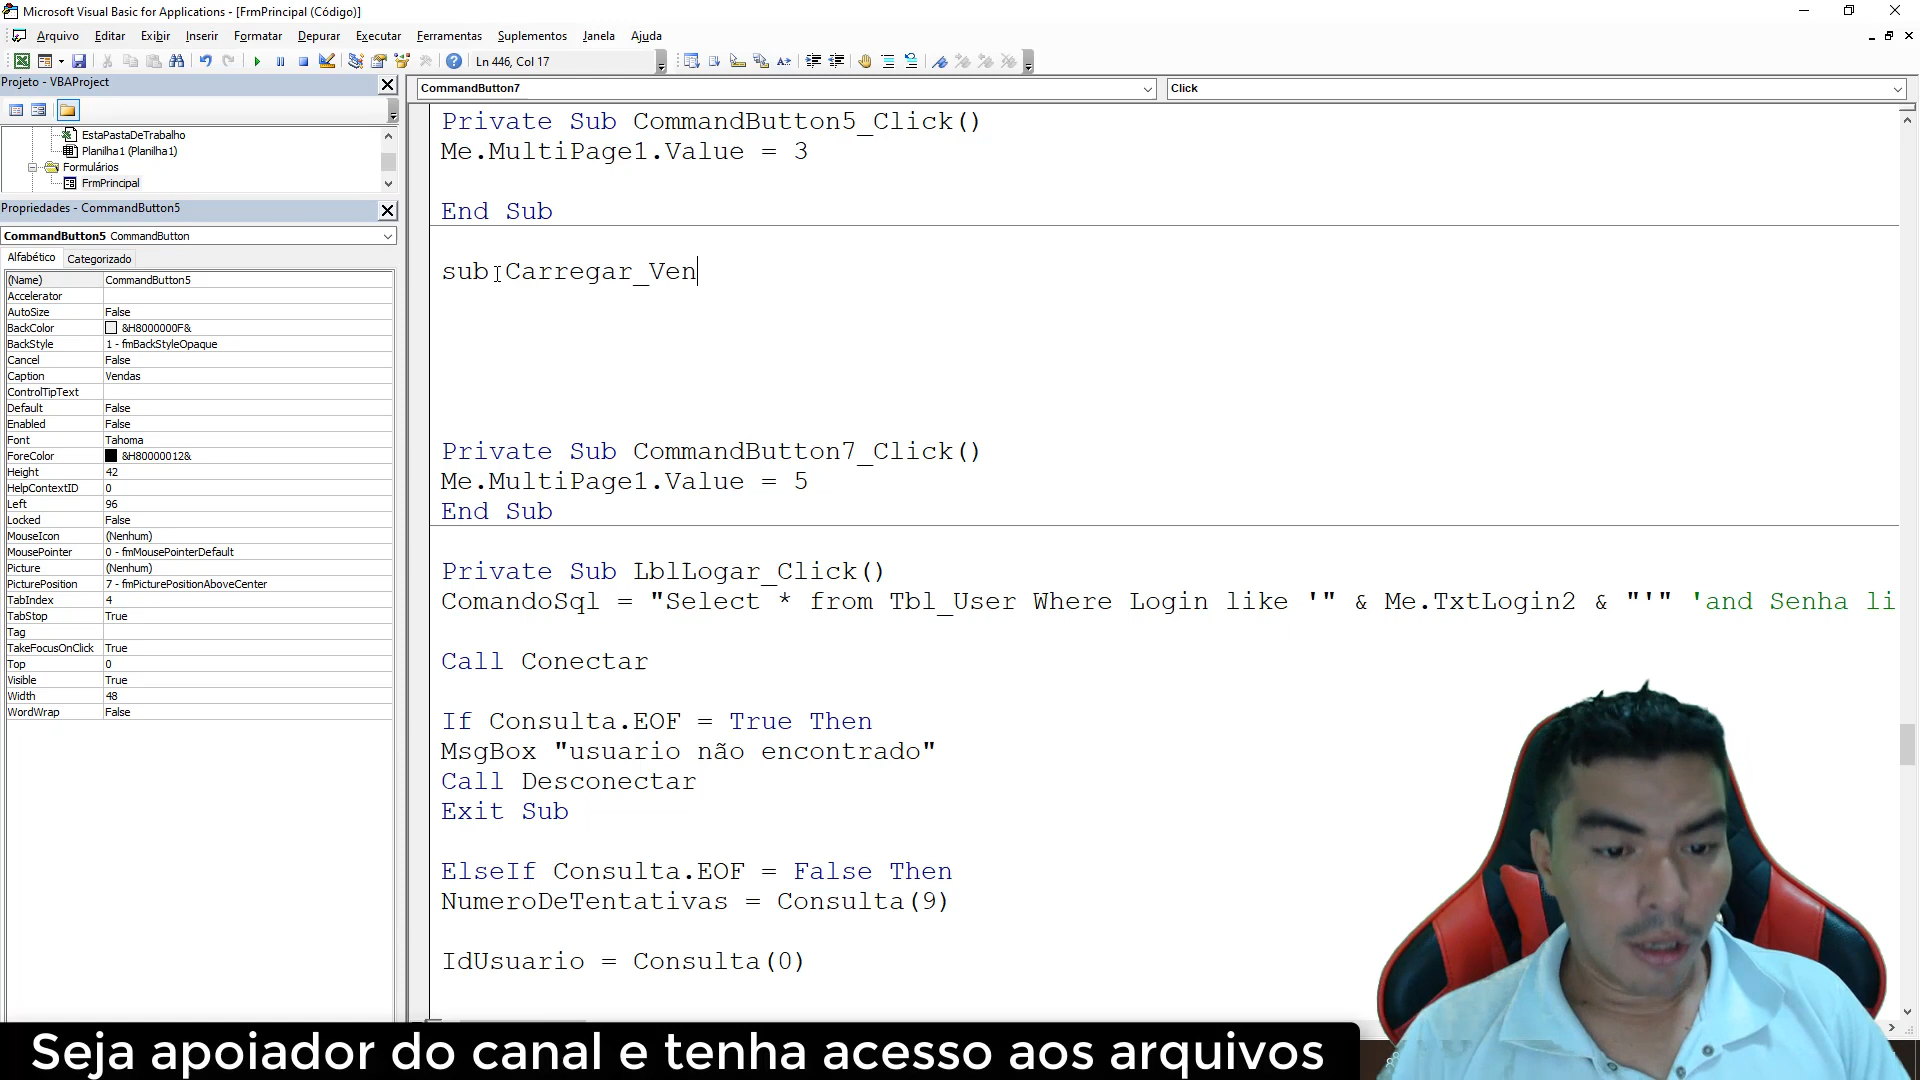 Microsoft Visual Basic for Applications - [FrmPrincipal (Código)]
Arquivo Editar Exibir Inserir Formatar Depurar Executar Ferramentas Suplementos Janela Ajuda
Ln 446, Col 17
Projeto - VBAProject
EstaPastaDeTrabalho
Planilha1 (Planilha1)
Formulários
FrmPrincipal
Propriedades - CommandButton5
CommandButton5 CommandButton
Alfabético Categorizado
(Name) CommandButton5
Accelerator
AutoSize False
BackColor &H8000000F&
BackStyle 1 - fmBackStyleOpaque
Cancel False
Caption Vendas
ControlTipText
Default False
Enabled False
Font Tahoma
ForeColor &H80000012&
Height 42
HelpContextID 0
Left 96
Locked False
MouseIcon (Nenhum)
MousePointer 0 - fmMousePointerDefault
Picture (Nenhum)
PicturePosition 7 - fmPicturePositionAboveCenter
TabIndex 4
TabStop True
Tag
TakeFocusOnClick True
Top 0
Visible True
Width 48
WordWrap False
CommandButton7 Click
Private Sub CommandButton5_Click()
Me.MultiPage1.Value = 3
End Sub
sub Carregar_Ven
Private Sub CommandButton7_Click()
Me.MultiPage1.Value = 5
End Sub
Private Sub LblLogar_Click()
ComandoSql = "Select * from Tbl_User Where Login like '" & Me.TxtLogin2 & "'" 'and Senha li
Call Conectar
If Consulta.EOF = True Then
MsgBox "usuario não encontrado"
Call Desconectar
Exit Sub
ElseIf Consulta.EOF = False Then
NumeroDeTentativas = Consulta(9)
IdUsuario = Consulta(0)
Seja apoiador do canal e tenha acesso aos arquivos